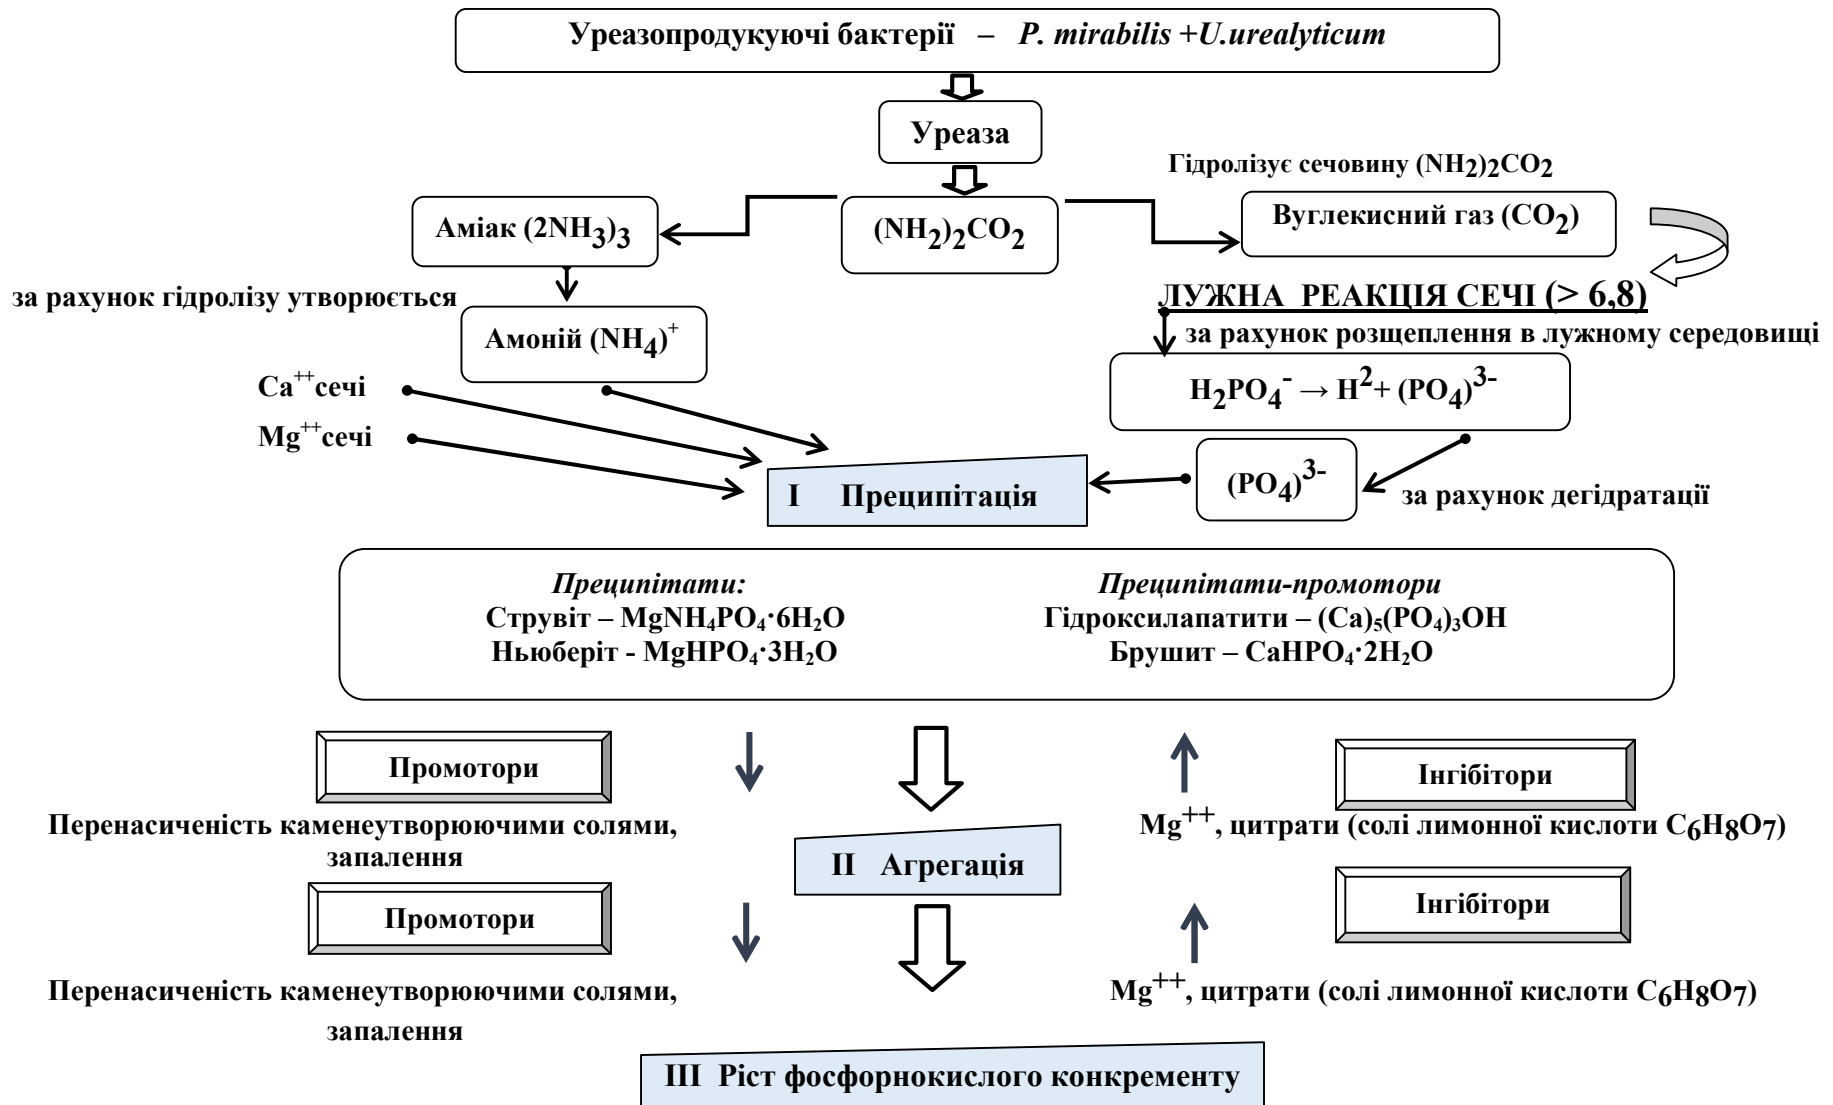 Уреазопродукуючі бактерії – P. mirabilis +U.urealyticum
Уреаза
Гідролізує сечовину (NH2)2CO2
Аміак (2NH3)3
(NH2)2CO2
Вуглекисний газ (CO2)
за рахунок гідролізу утворюється
ЛУЖНА РЕАКЦІЯ СЕЧІ (> 6,8)
за рахунок розщеплення в лужному середовищі
Амоній (NH4)+
H2PO4- → H2+ (PO4)3-
Ca++сечі
Mg++сечі
I Преципітація
(PO4)3-
за рахунок дегідратації
Преципітати:
Струвіт – MgNH₄PO₄·6H₂O
Ньюберіт - MgHPO₄·3H₂O
Преципітати-промотори
Гідроксилапатити – (Ca)₅(PO₄)₃OH
Брушит – CaHPO₄·2H₂O
Промотори
Інгібітори
Перенасиченість каменеутворюючими солями,
запалення
Mg++, цитрати (солі лимонної кислоти C6H8O7)
II Агрегація
Промотори
Інгібітори
Перенасиченість каменеутворюючими солями,
запалення
Mg++, цитрати (солі лимонної кислоти C6H8O7)
III Ріст фосфорнокислого конкременту